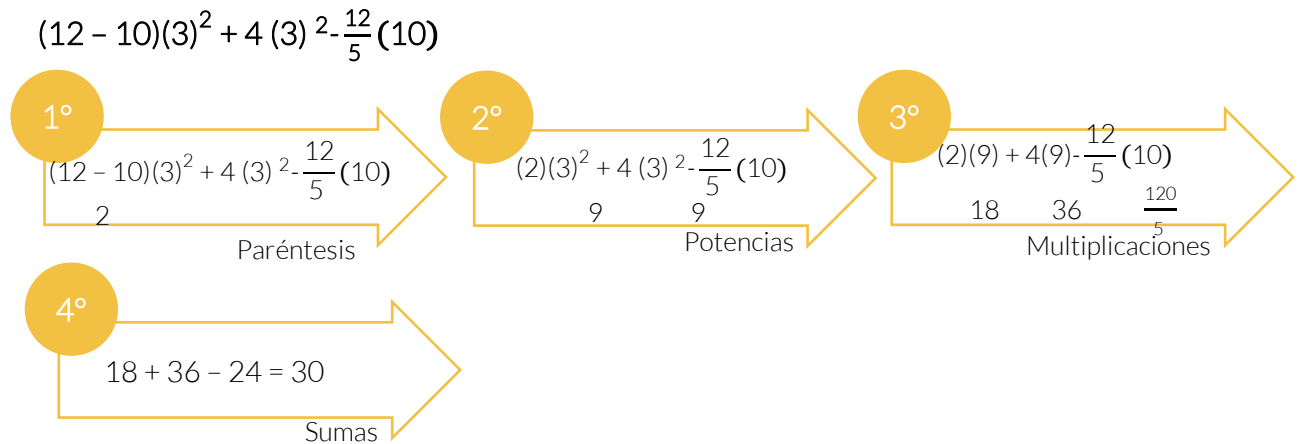 (12 – 10)(3)² + 4 (3) ²-12/5(10)
1°
(12 – 10)(3)² + 4 (3) ²-12/5(10)
2
Paréntesis
2°
(2)(3)² + 4 (3) ²-12/5(10)
9 9
Potencias
3°
(2)(9) + 4(9)-12/5(10)
18 36 120/5
Multiplicaciones
4°
18 + 36 – 24 = 30
Sumas